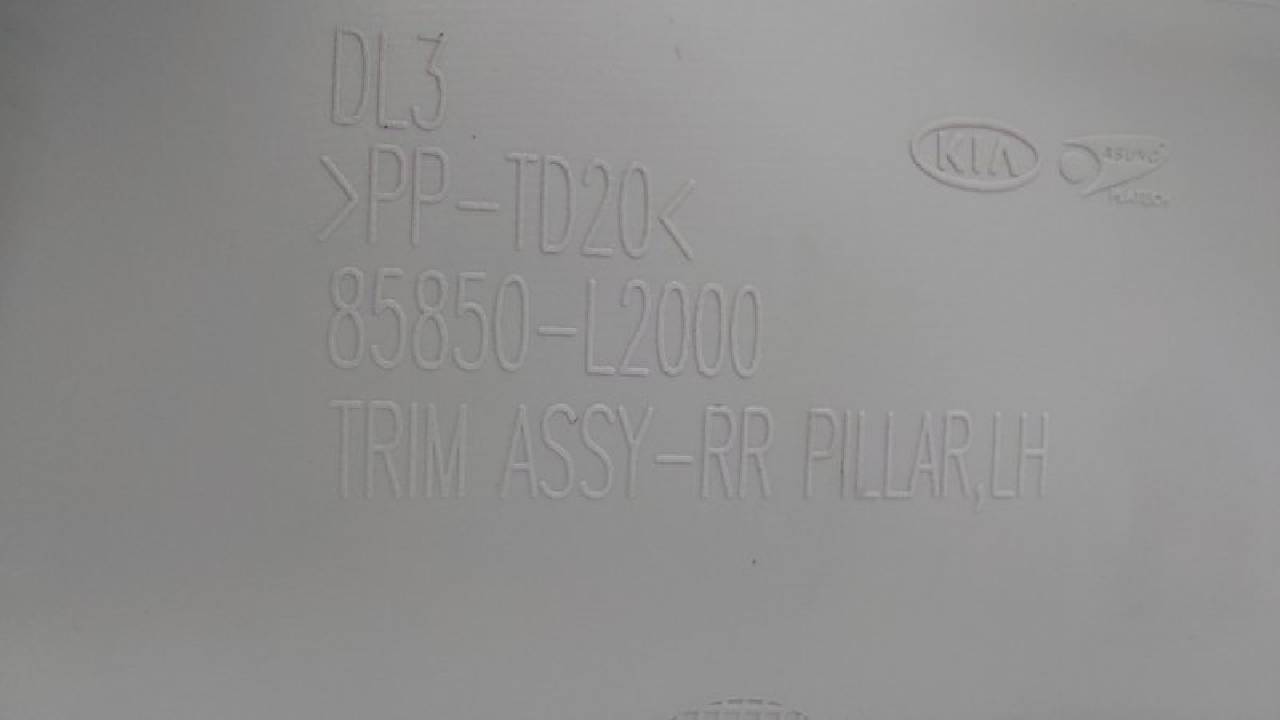 DL3
>PP-TD20<
85850-L2000
TRIM ASSY-RR PILLAR,LH
KIA